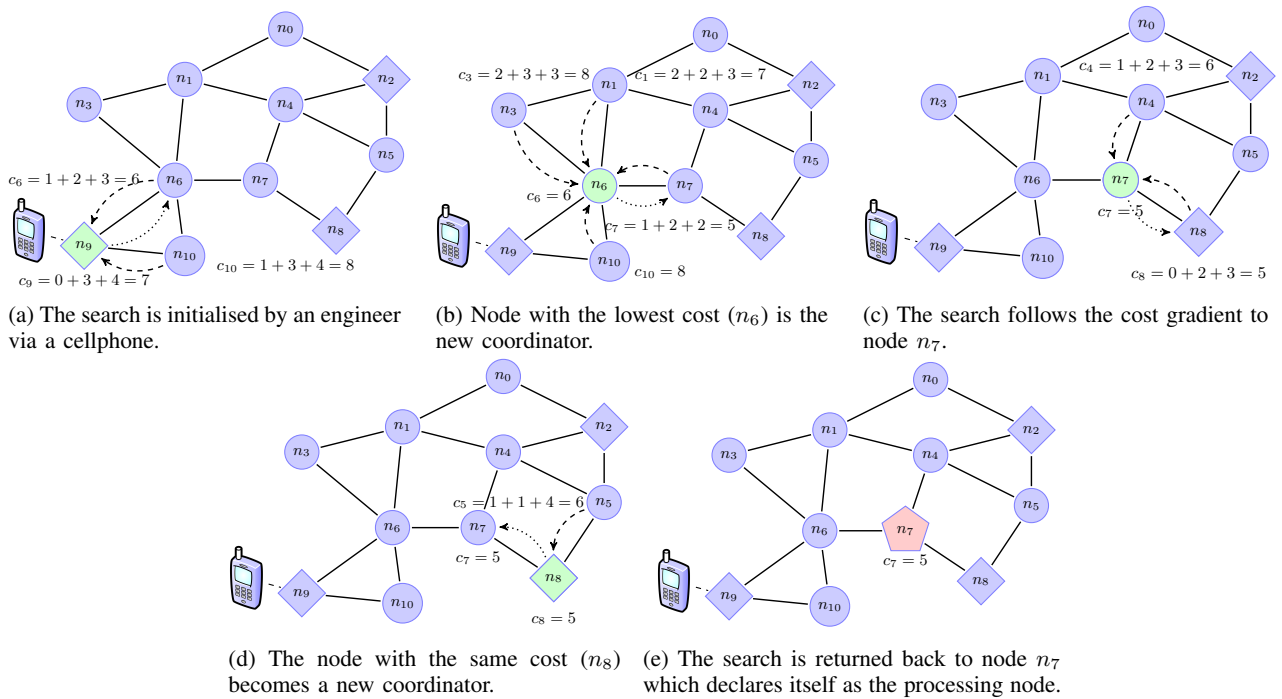 n0
n1
n2
n3
n4
n5
c6 = 1 + 2 + 3 = 6
n6
n7
n8
n9
n10
c9 = 0 + 3 + 4 = 7
c10 = 1 + 3 + 4 = 8
(a) The search is initialised by an engineer
via a cellphone.
n0
c3 = 2 + 3 + 3 = 8
n1
c1 = 2 + 2 + 3 = 7
n2
n3
n4
n5
c6 = 6
n6
n7
c7 = 1 + 2 + 2 = 5
n8
n9
n10
c10 = 8
(b) Node with the lowest cost (n6) is the
new coordinator.
n0
c4 = 1 + 2 + 3 = 6
n1
n2
n3
n4
n5
n6
n7
c7 = 5
n8
n9
n10
c8 = 0 + 2 + 3 = 5
(c) The search follows the cost gradient to
node n7.
n0
n1
n2
n3
n4
c5 = 1 + 1 + 4 = 6
n5
n6
n7
c7 = 5
n8
n9
n10
c8 = 5
(d) The node with the same cost (n8)
becomes a new coordinator.
n0
n1
n2
n3
n4
n5
n6
n7
c7 = 5
n8
n9
n10
(e) The search is returned back to node n7
which declares itself as the processing node.